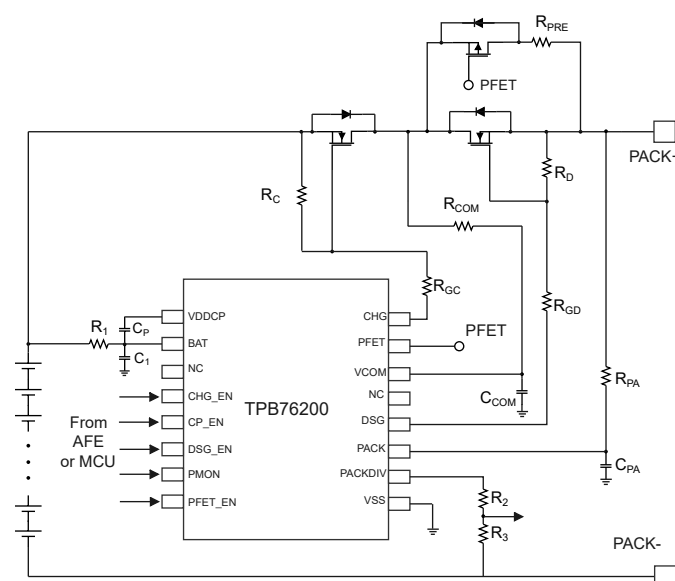 R_PRE
PFET
PACK+
R_C
R_COM
R_D
R_GC
R_GD
R_PA
VDDCP
BAT
NC
CHG_EN
CP_EN
DSG_EN
PMON
PFET_EN
TPB76200
CHG
PFET
VCOM
NC
DSG
PACK
PACKDIV
VSS
R_1
C_P
C_1
From
AFE
or MCU
PFET
C_COM
C_PA
R_2
R_3
PACK-